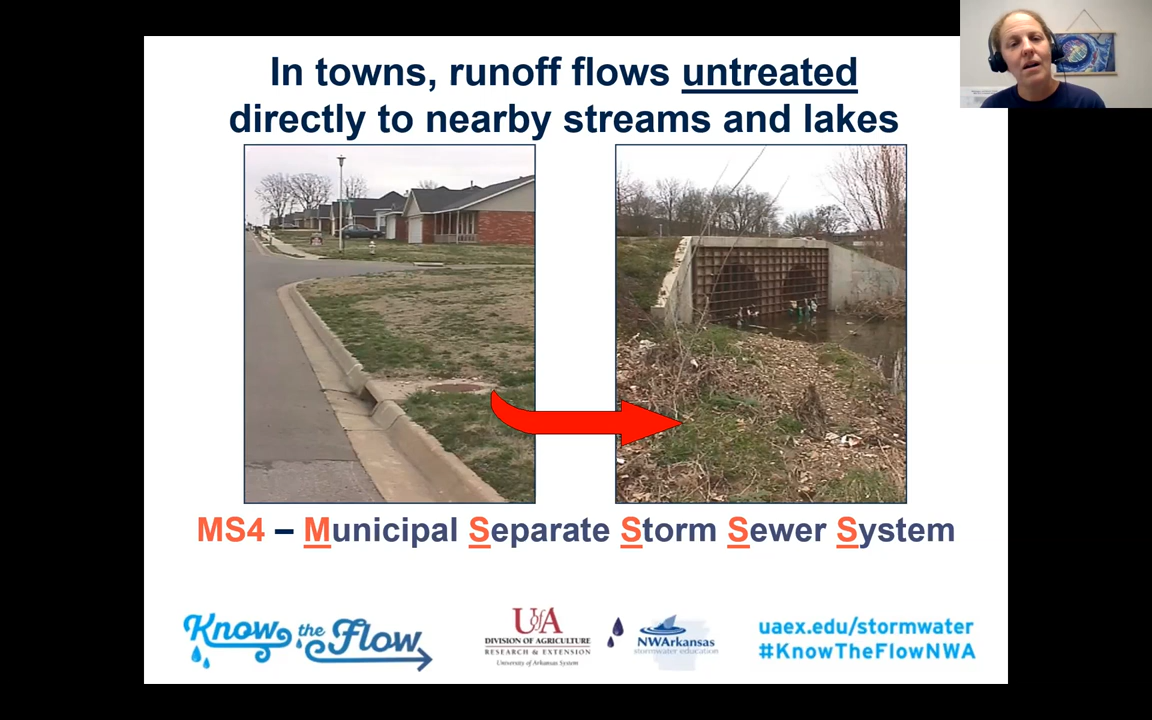 In towns, runoff flows untreated
directly to nearby streams and lakes
MS4 – Municipal Separate Storm Sewer System
Know the Flow
UofA
DIVISION OF AGRICULTURE
RESEARCH & EXTENSION
University of Arkansas System
NWArkansas
stormwater education
uaex.edu/stormwater
#KnowTheFlowNWA